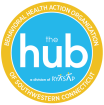 BEHAVIORAL HEALTH ACTION ORGANIZATION
the
hub
a division of
OF SOUTHWESTERN CONNECTICUT